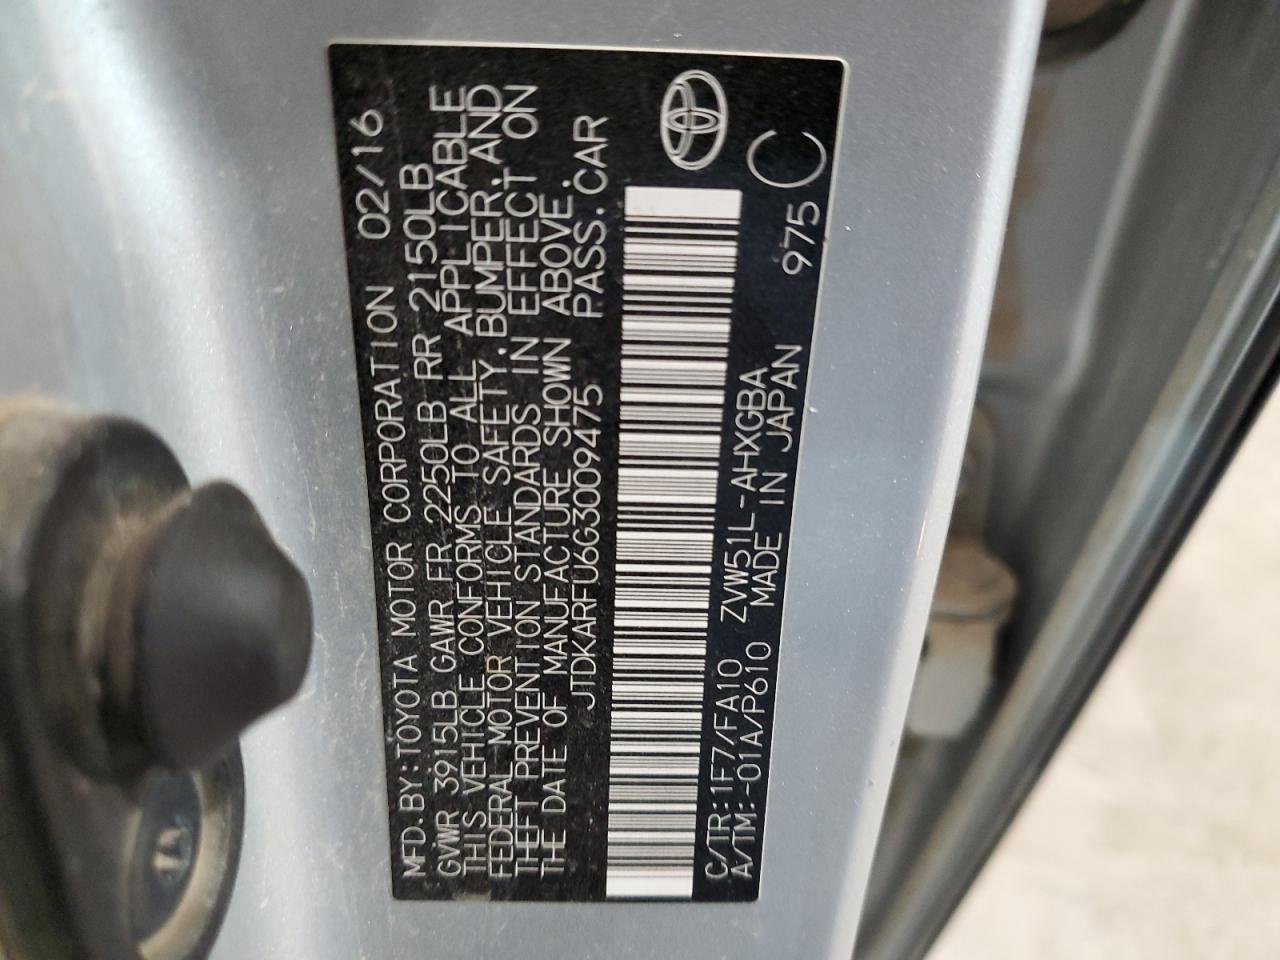 MFD.BY:TOYOTA MOTOR CORPORATION 02/16
GVWR 3915LB GAWR FR 2250LB RR 2150LB
THIS VEHICLE CONFORMS TO ALL APPLICABLE
FEDERAL MOTOR VEHICLE SAFETY,BUMPER,AND
THEFT PREVENTION STANDARDS IN EFFECT ON
THE DATE OF MANUFACTURE SHOWN ABOVE.
JTDKARFU6G3009475 PASS.CAR
C/TR:1F7/FA10 ZVW51L-AHXGBA
A/TM:-01A/P610 MADE IN JAPAN 975 C